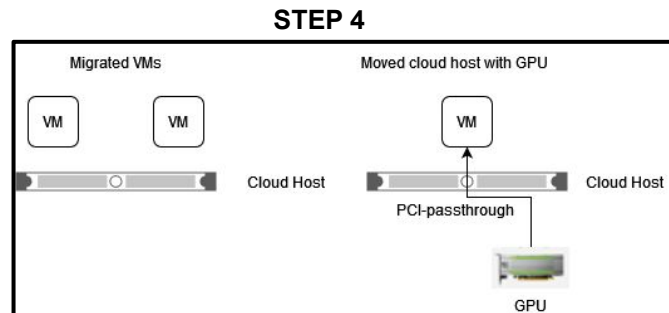 STEP 4
Migrated VMs
Moved cloud host with GPU
VM
VM
VM
Cloud Host
Cloud Host
PCI-passthrough
GPU